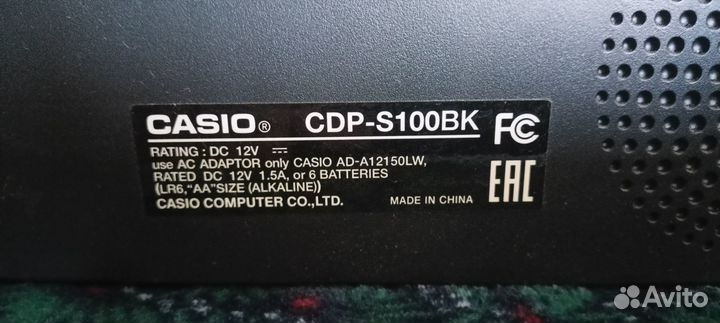 CASIO® CDP-S100BK FC
RATING : DC 12V ⎓
use AC ADAPTOR only CASIO AD-A12150LW,
RATED DC 12V 1.5A, or 6 BATTERIES
(LR6,"AA"SIZE (ALKALINE))
CASIO COMPUTER CO.,LTD. MADE IN CHINA
EAC
Avito